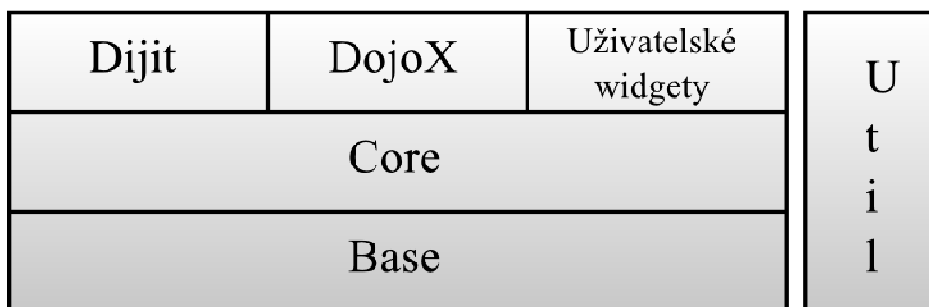 Dijit
DojoX
Uživatelské
widgety
Core
Base
U
t
i
l